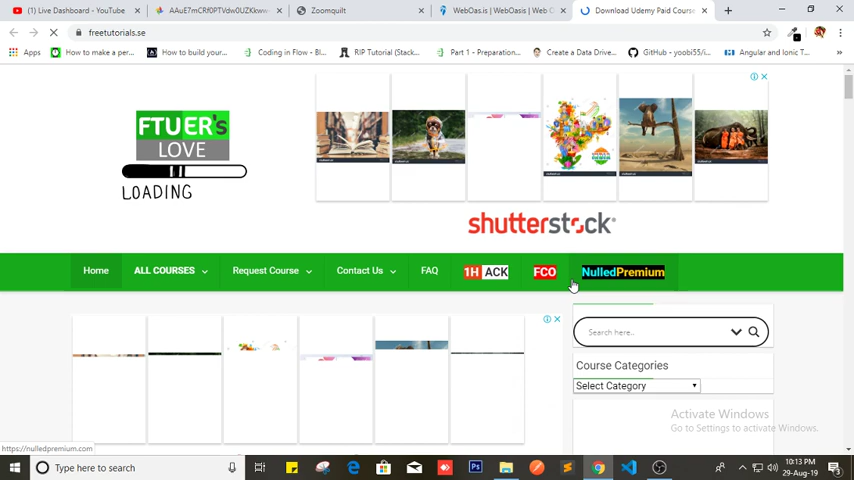 (1) Live Dashboard - YouTube
AAuE7mCRf0PTVdw0UZKkww
Zoomquilt
WebOas.is | WebOasis | Web O
Download Udemy Paid Course
freetutorials.se
Apps
How to make a per...
How to build your...
Coding in Flow - Bl...
RIP Tutorial (Stack...
Part 1 - Preparation...
Create a Data Drive...
GitHub - yoobi55/i...
Angular and Ionic T...
FTUER's
LOVE
LOADING
shutterstock
Home
ALL COURSES
Request Course
Contact Us
FAQ
1H ACK
FCO
NulledPremium
Search here..
Course Categories
Select Category
Activate Windows
Go to Settings to activate Windows.
https://nulledpremium.com
Type here to search
Ps
10:13 PM
29-Aug-19